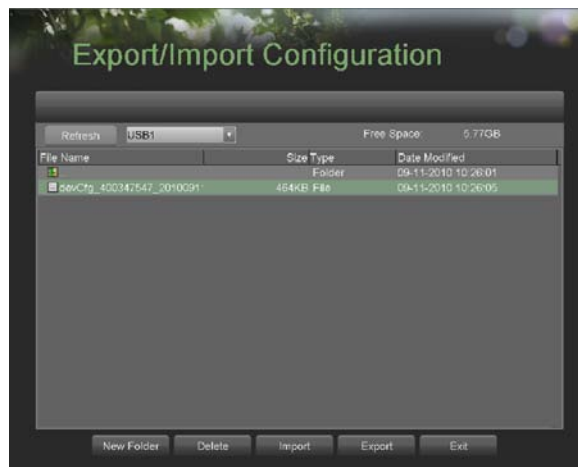 Export/Import Configuration
Refresh USB1 Free Space: 5.77GB
File Name Size Type Date Modified
Folder 09-11-2010 10:26:01
devCfg_400347547_2010091 464KB File 09-11-2010 10:26:05
New Folder Delete Import Export Exit